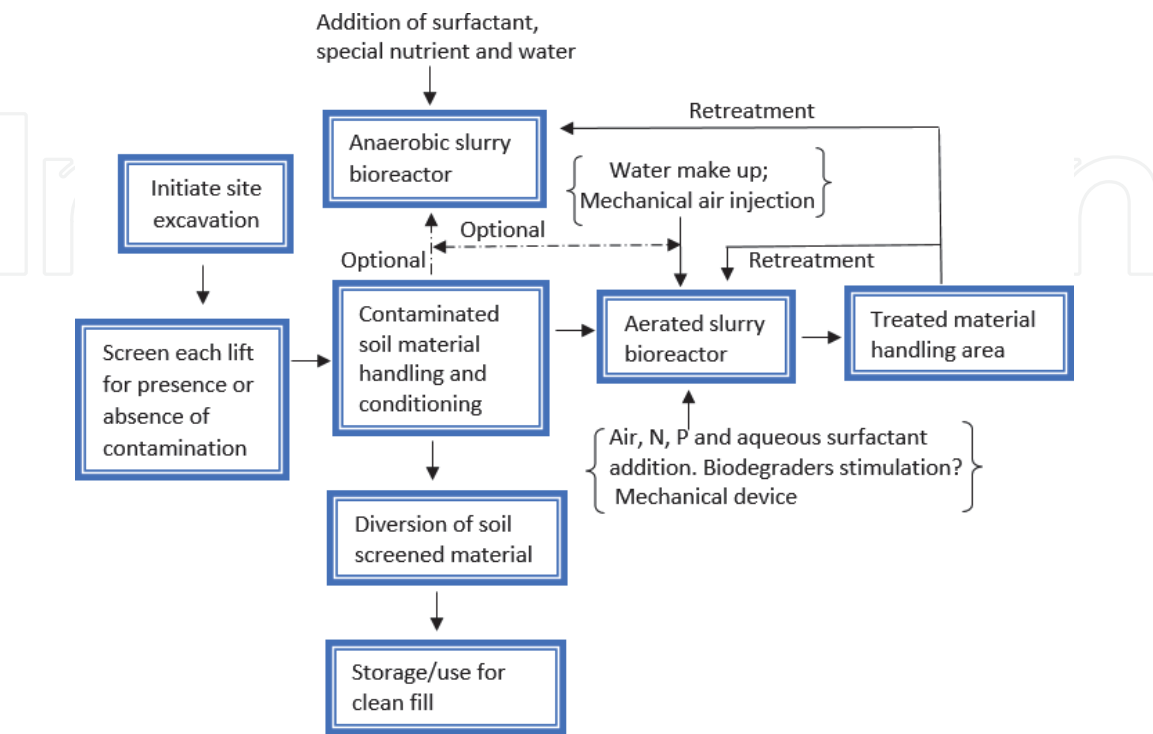 Addition of surfactant,
special nutrient and water
Retreatment
Anaerobic slurry
bioreactor
Water make up;
Mechanical air injection
Initiate site
excavation
Optional
Optional
Retreatment
Contaminated
soil material
handling and
conditioning
Aerated slurry
bioreactor
Treated material
handling area
Screen each lift
for presence or
absence of
contamination
Air, N, P and aqueous surfactant
addition. Biodegraders stimulation?
Mechanical device
Diversion of soil
screened material
Storage/use for
clean fill